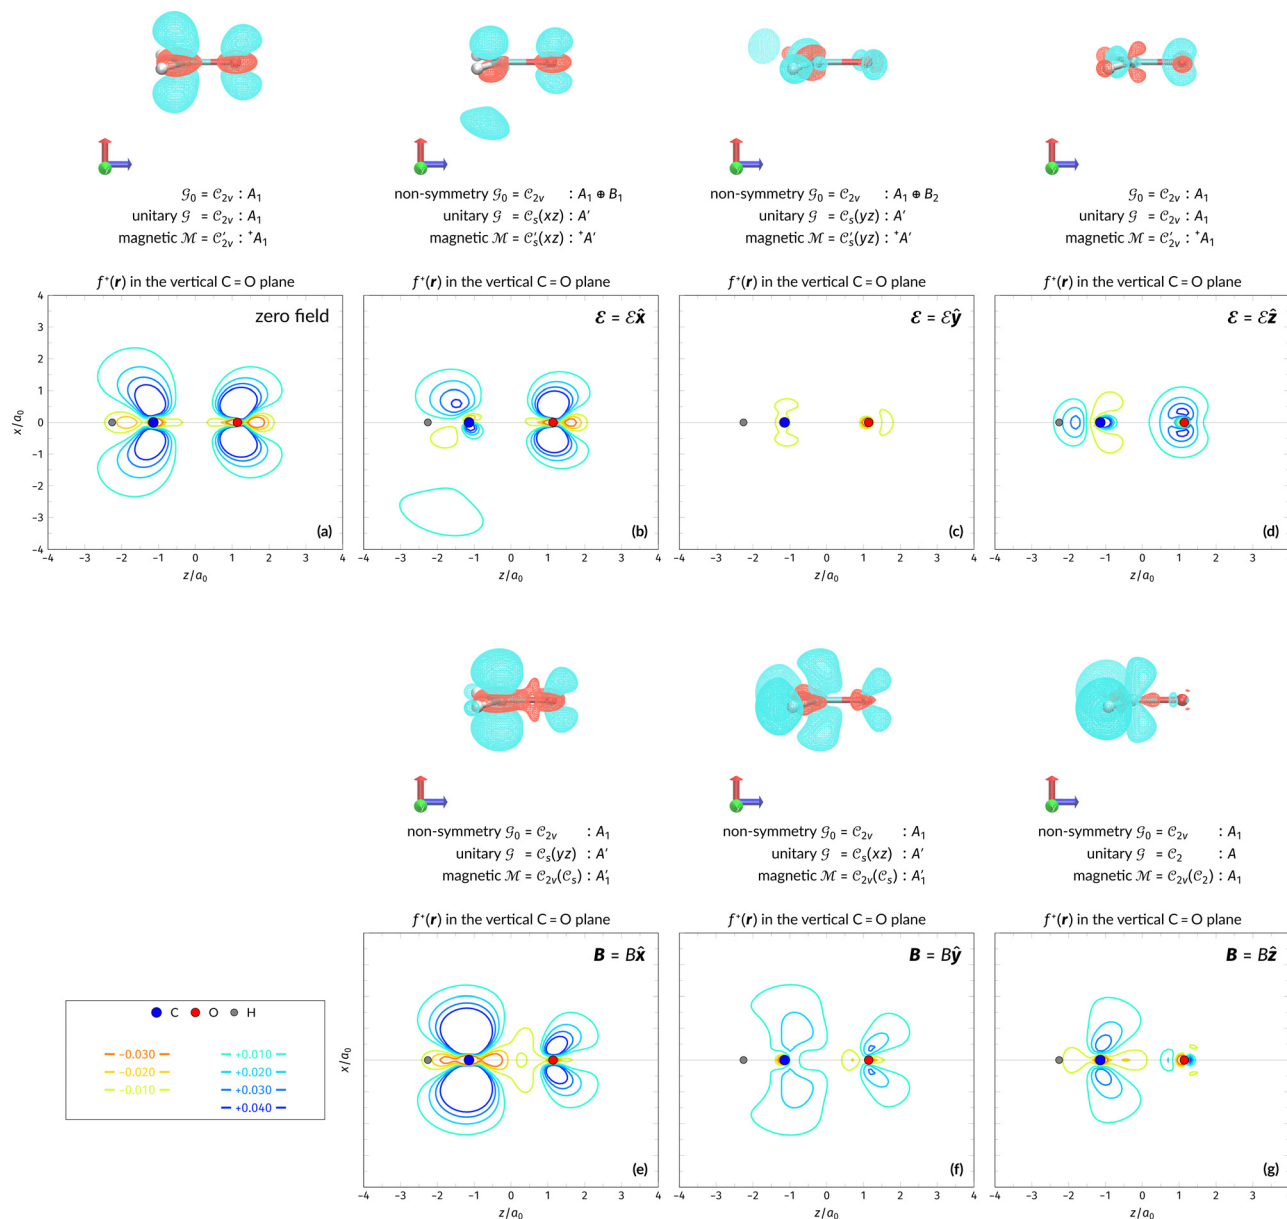 𝒢₀ = 𝒞₂ᵥ : A₁
unitary 𝒢 = 𝒞₂ᵥ : A₁
magnetic ℳ = 𝒞′₂ᵥ : ⁺A₁
non-symmetry 𝒢₀ = 𝒞₂ᵥ : A₁ ⊕ B₁
unitary 𝒢 = 𝒞ₛ(xz) : A′
magnetic ℳ = 𝒞′ₛ(xz) : ⁺A′
non-symmetry 𝒢₀ = 𝒞₂ᵥ : A₁ ⊕ B₂
unitary 𝒢 = 𝒞ₛ(yz) : A′
magnetic ℳ = 𝒞′ₛ(yz) : ⁺A′
𝒢₀ = 𝒞₂ᵥ : A₁
unitary 𝒢 = 𝒞₂ᵥ : A₁
magnetic ℳ = 𝒞′₂ᵥ : ⁺A₁
f⁺(r) in the vertical C = O plane
zero field
(a)
4
3
2
1
0
−1
−2
−3
−4
x/a₀
−4 −3 −2 −1 0 1 2 3 4
z/a₀
f⁺(r) in the vertical C = O plane
ℰ = ℰx̂
(b)
−4 −3 −2 −1 0 1 2 3 4
z/a₀
f⁺(r) in the vertical C = O plane
ℰ = ℰŷ
(c)
−4 −3 −2 −1 0 1 2 3 4
z/a₀
f⁺(r) in the vertical C = O plane
ℰ = ℰẑ
(d)
−4 −3 −2 −1 0 1 2 3
z/a₀
non-symmetry 𝒢₀ = 𝒞₂ᵥ : A₁
unitary 𝒢 = 𝒞ₛ(yz) : A′
magnetic ℳ = 𝒞₂ᵥ(𝒞ₛ) : A′₁
non-symmetry 𝒢₀ = 𝒞₂ᵥ : A₁
unitary 𝒢 = 𝒞ₛ(xz) : A′
magnetic ℳ = 𝒞₂ᵥ(𝒞ₛ) : A′₁
non-symmetry 𝒢₀ = 𝒞₂ᵥ : A₁
unitary 𝒢 = 𝒞₂ : A
magnetic ℳ = 𝒞₂ᵥ(𝒞₂) : A₁
C O H
−0.030 +0.010
−0.020 +0.020
−0.010 +0.030
+0.040
f⁺(r) in the vertical C = O plane
B = Bx̂
(e)
x/a₀
−4 −3 −2 −1 0 1 2 3 4
z/a₀
f⁺(r) in the vertical C = O plane
B = Bŷ
(f)
−4 −3 −2 −1 0 1 2 3 4
z/a₀
f⁺(r) in the vertical C = O plane
B = Bẑ
(g)
−4 −3 −2 −1 0 1 2 3
z/a₀